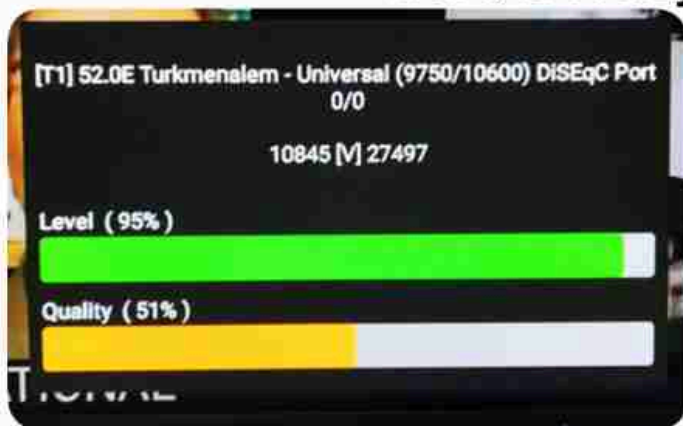 [T1] 52.0E Turkmenalem - Universal (9750/10600) DiSEqC Port
0/0
10845 [V] 27497
Level ( 95% )
Quality ( 51% )